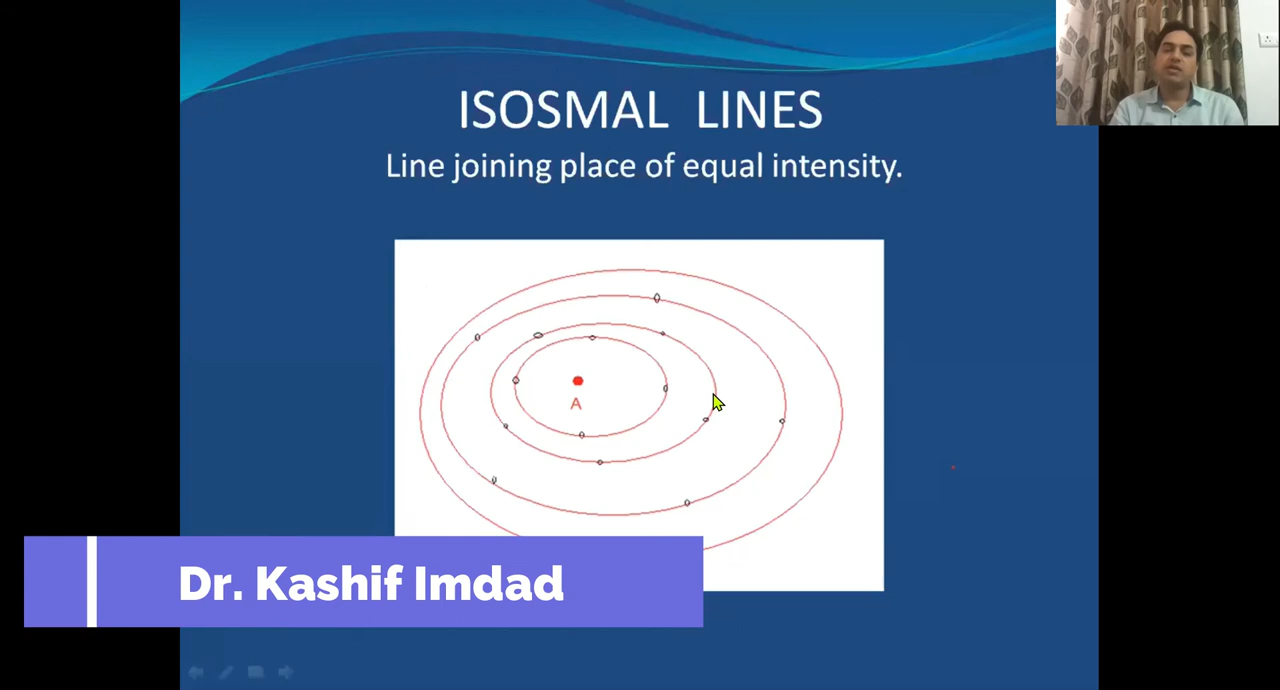 ISOSMAL LINES
Line joining place of equal intensity.
A
Dr. Kashif Imdad